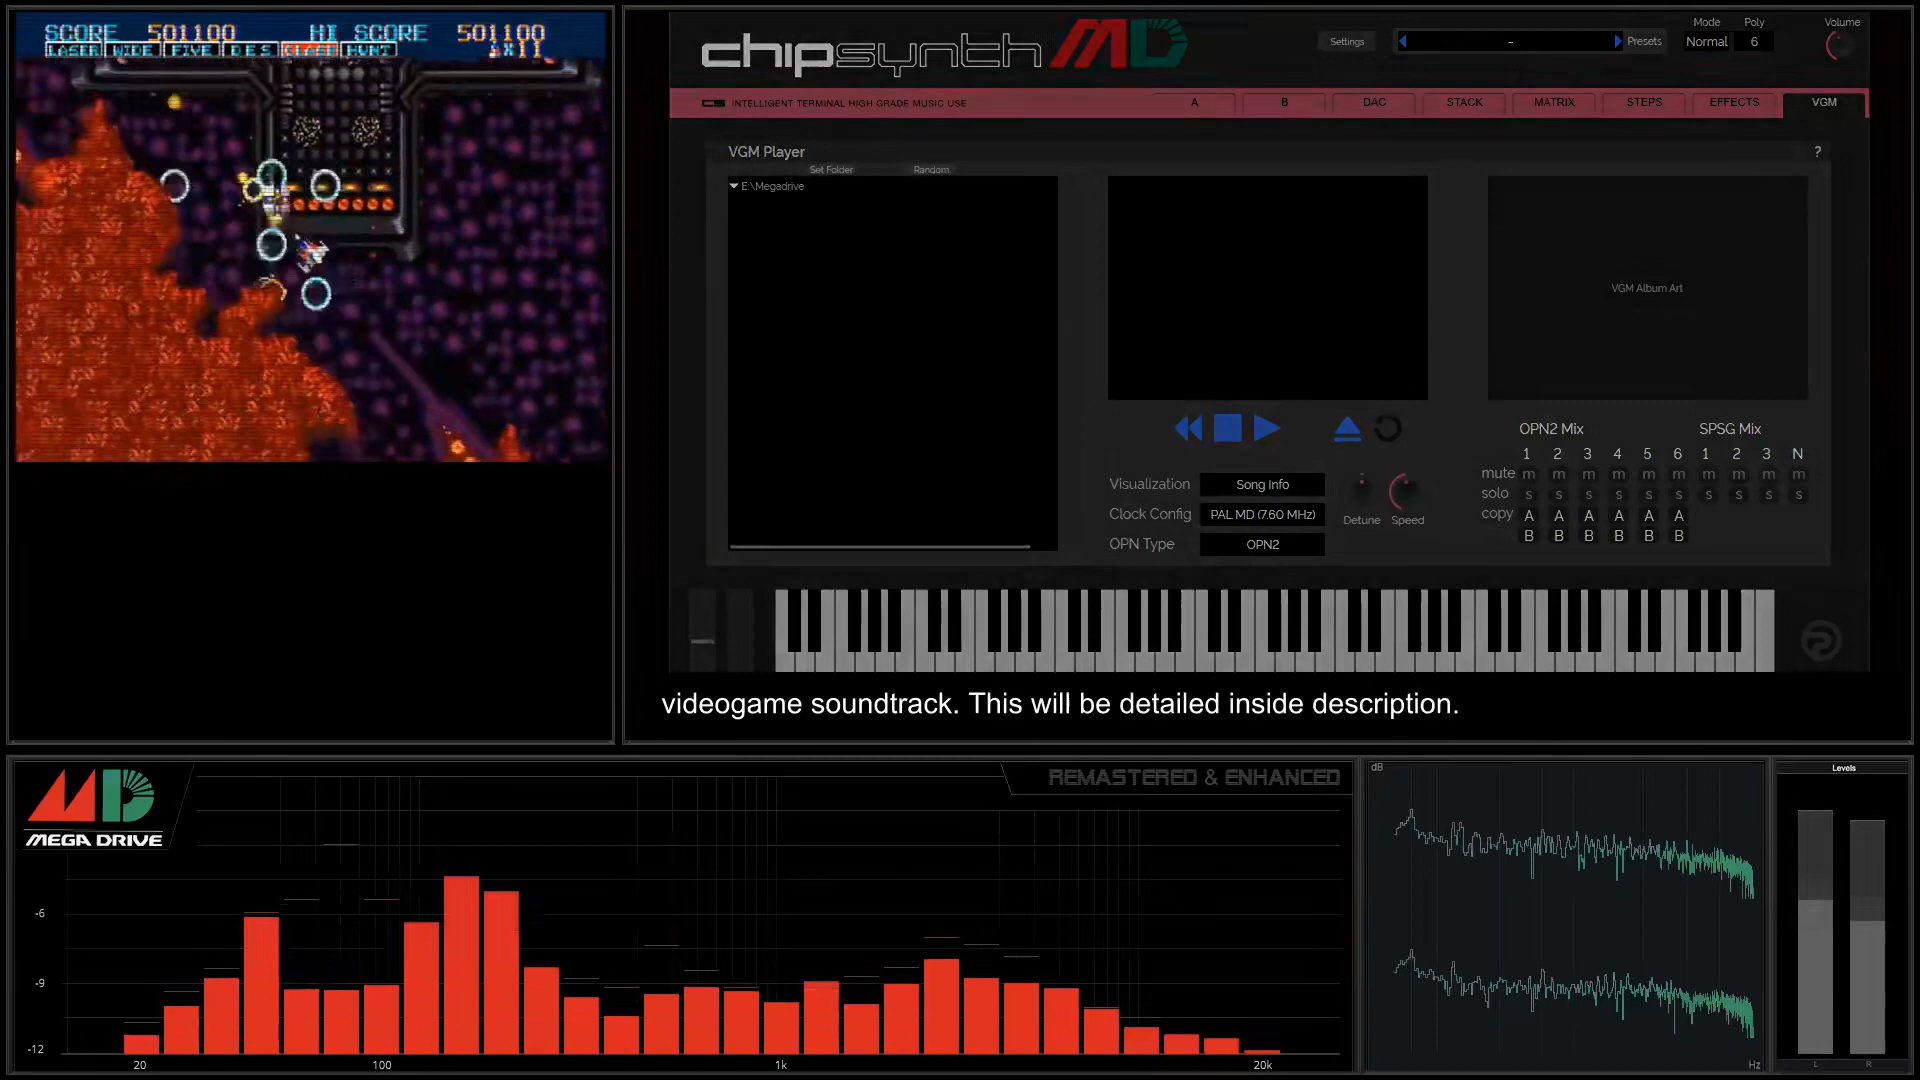 SCORE 501100 HI SCORE 501100
LASER WIDE FIVE D.E.S CLASH HUNT ×11
chipsynth MD
Settings
-
Presets
Mode
Normal
Poly
6
Volume
INTELLIGENT TERMINAL HIGH GRADE MUSIC USE
A B DAC STACK MATRIX STEPS EFFECTS VGM
VGM Player
?
Set Folder Random
E:\Megadrive
VGM Album Art
Visualization Song Info
Clock Config PAL MD (7.60 MHz)
OPN Type OPN2
Detune Speed
OPN2 Mix SPSG Mix
1 2 3 4 5 6 1 2 3 N
mute m m m m m m m m m m
solo s s s s s s s s s s
copy A A A A A A
B B B B B B
videogame soundtrack. This will be detailed inside description.
MD
MEGA DRIVE
REMASTERED & ENHANCED
-6
-9
-12
20 100 1k 20k
dB
Hz
Levels
L R